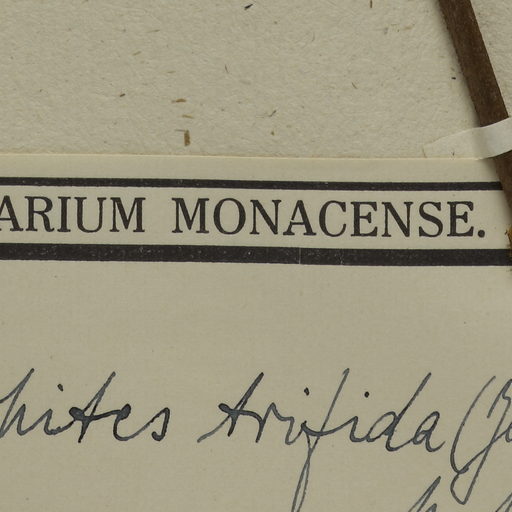 ARIUM MONACENSE.
hites trifida (